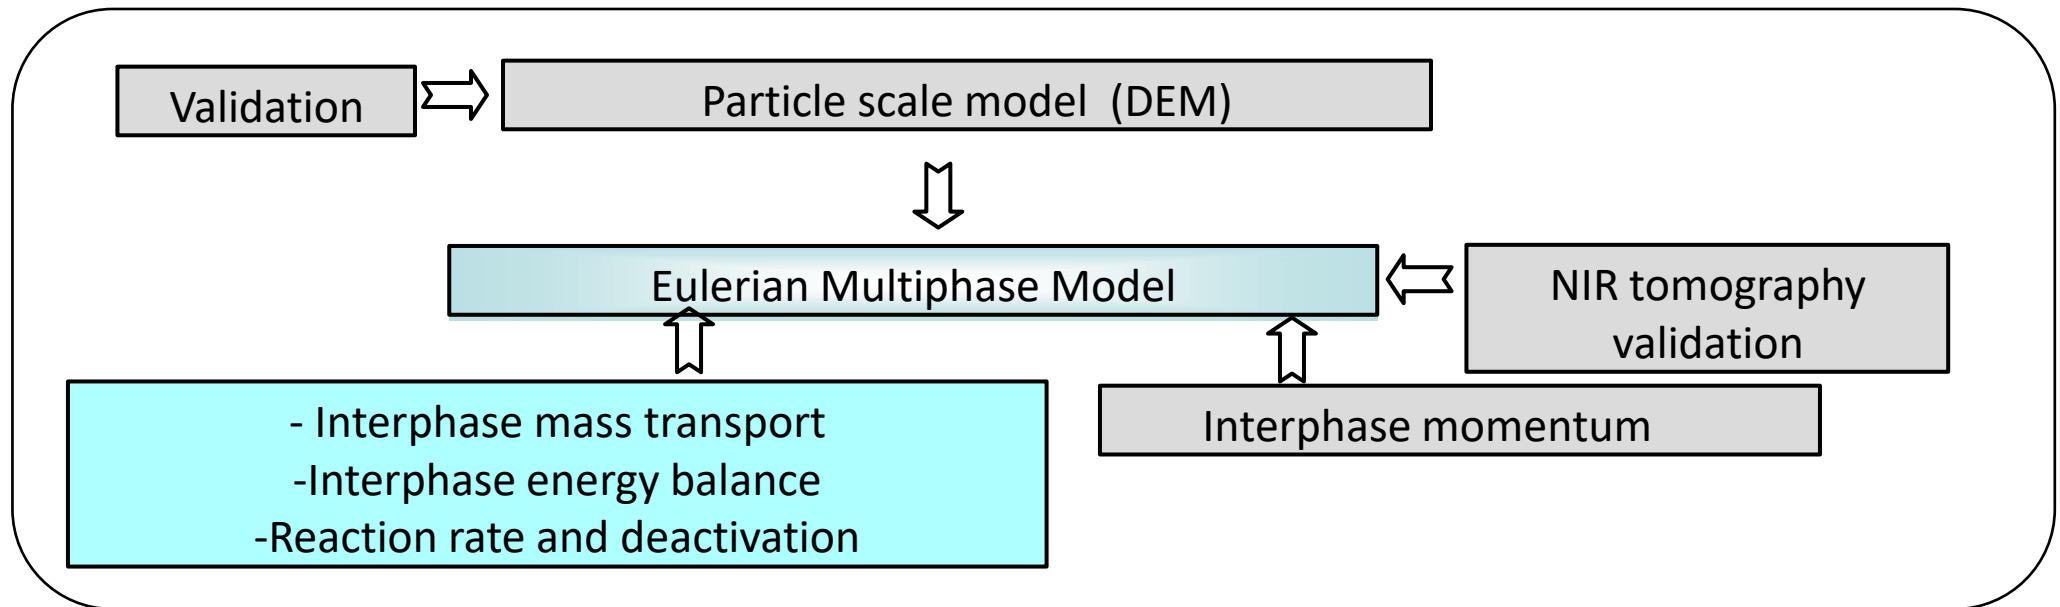 Validation
Particle scale model  (DEM)
Eulerian Multiphase Model
NIR tomography
validation
- Interphase mass transport
-Interphase energy balance
-Reaction rate and deactivation
Interphase momentum